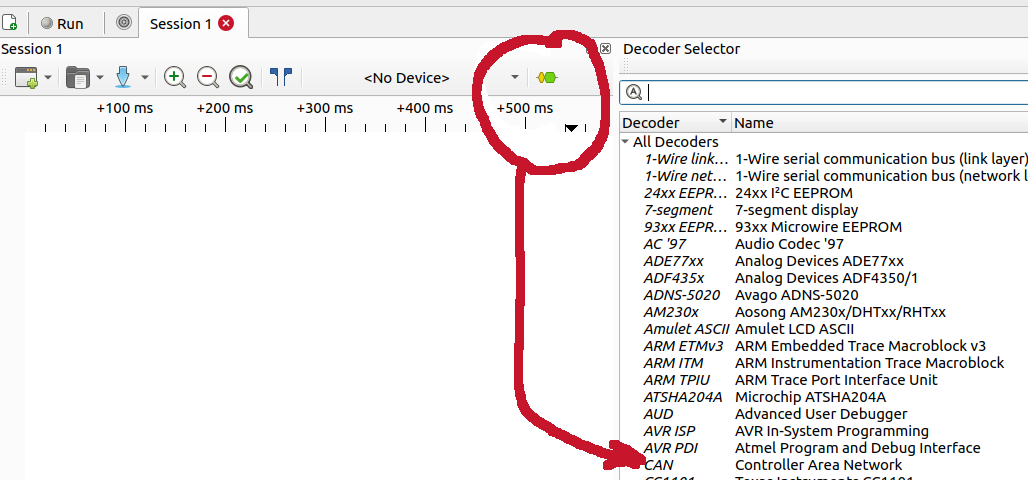 Run
Session 1
Session 1
Decoder Selector
<No Device>
+100 ms
+200 ms
+300 ms
+400 ms
+500 ms
Decoder Name
All Decoders
1-Wire link... 1-Wire serial communication bus (link layer)
1-Wire net... 1-Wire serial communication bus (network l
24xx EEPR... 24xx I²C EEPROM
7-segment 7-segment display
93xx EEPR... 93xx Microwire EEPROM
AC '97 Audio Codec '97
ADE77xx Analog Devices ADE77xx
ADF435x Analog Devices ADF4350/1
ADNS-5020 Avago ADNS-5020
AM230x Aosong AM230x/DHTxx/RHTxx
Amulet ASCII Amulet LCD ASCII
ARM ETMv3 ARM Embedded Trace Macroblock v3
ARM ITM ARM Instrumentation Trace Macroblock
ARM TPIU ARM Trace Port Interface Unit
ATSHA204A Microchip ATSHA204A
AUD Advanced User Debugger
AVR ISP AVR In-System Programming
AVR PDI Atmel Program and Debug Interface
CAN Controller Area Network